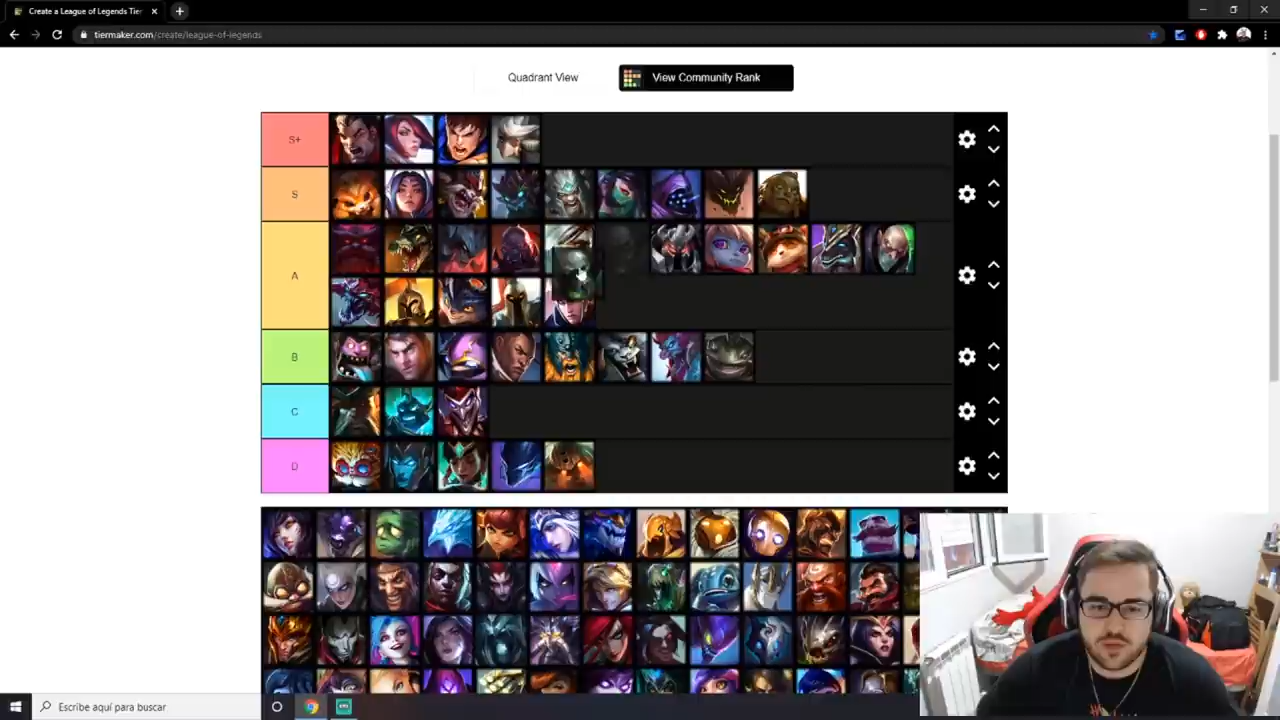 Create a League of Legends Tier
tiermaker.com/create/league-of-legends
Quadrant View
View Community Rank
S+
S
A
B
C
D
Escribe aquí para buscar